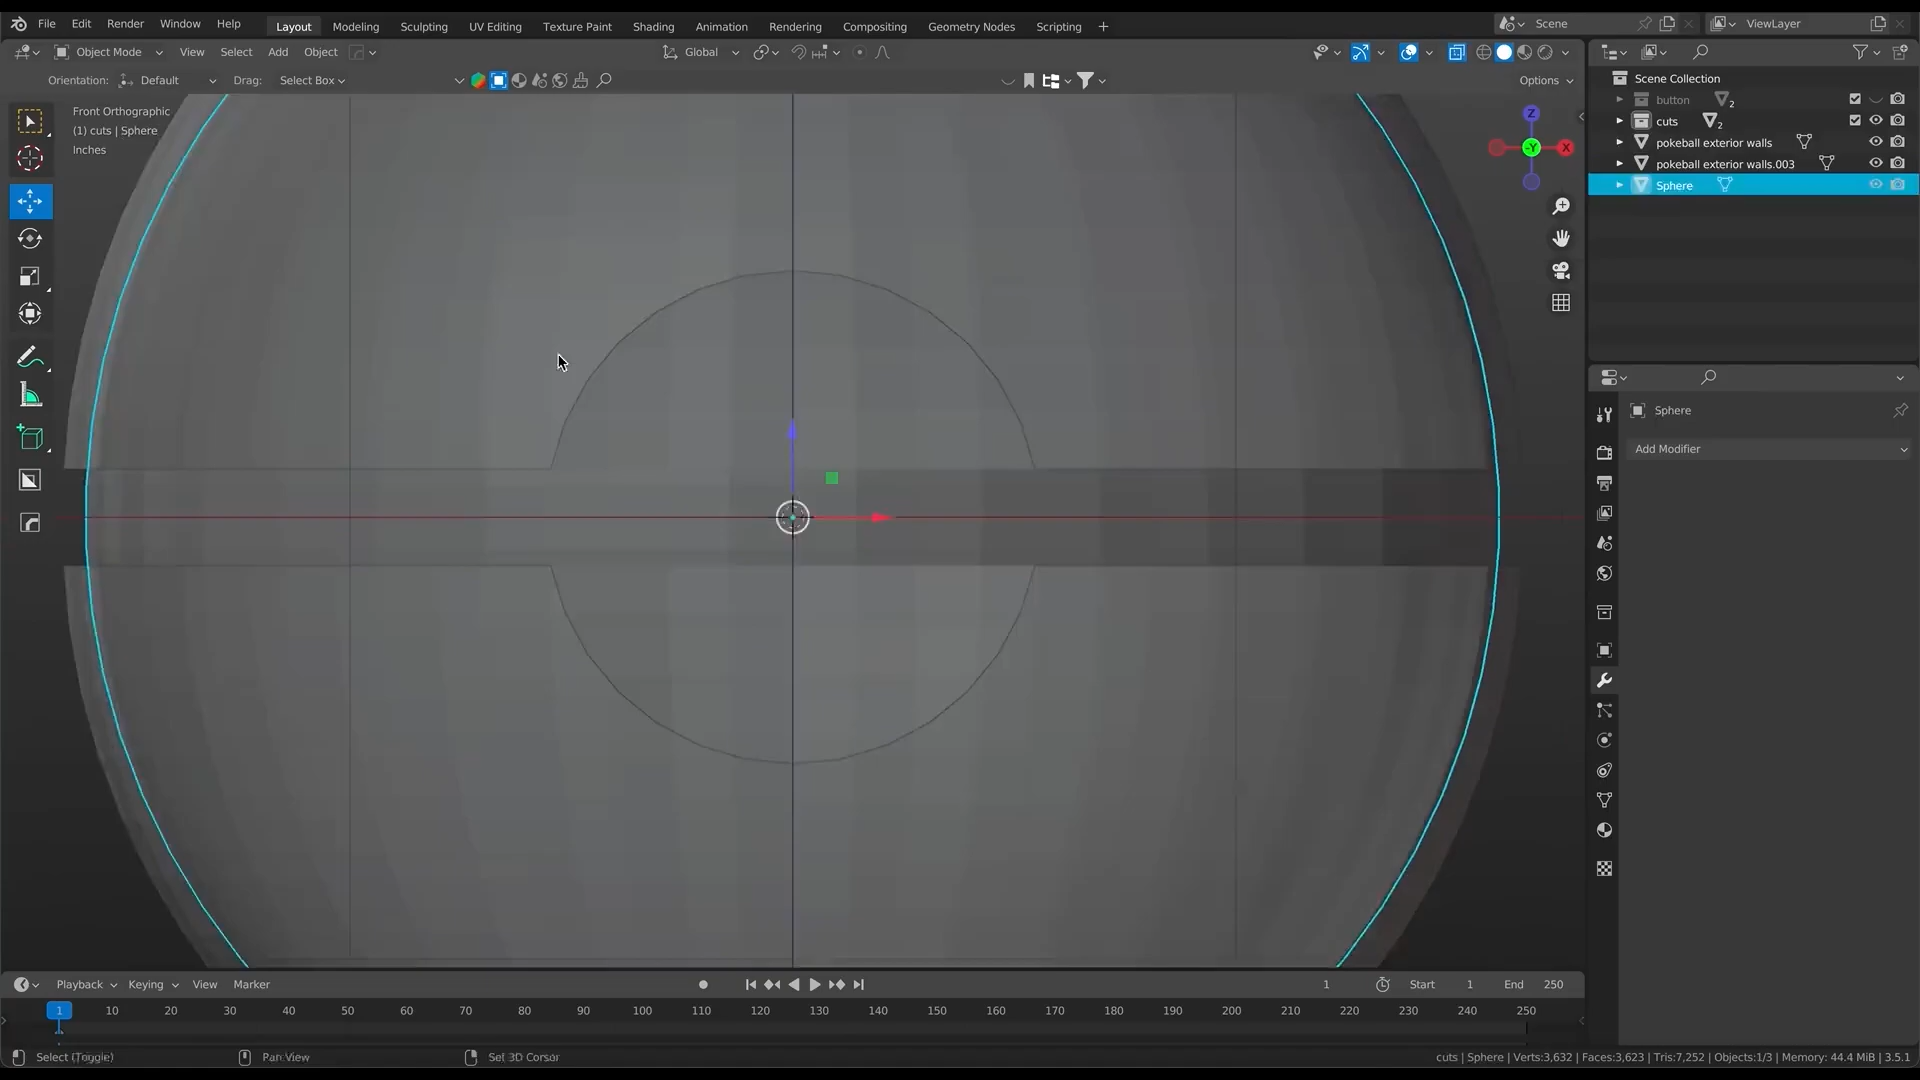 File Edit Render Window Help Layout Modeling Sculpting UV Editing Texture Paint Shading Animation Rendering Compositing Geometry Nodes Scripting + Scene ViewLayer
Object Mode View Select Add Object Global
Orientation: Default Drag: Select Box Options
Scene Collection
button 2
cuts 2
pokeball exterior walls
pokeball exterior walls.003
Sphere
Front Orthographic
(1) cuts | Sphere
Inches
Z
-Y
X
Sphere
Add Modifier
Playback Keying View Marker 1 Start 1 End 250
1 10 20 30 40 50 60 70 80 90 100 110 120 130 140 150 160 170 180 190 200 210 220 230 240 250
Select (Toggle) Pan View Set 3D Cursor cuts | Sphere | Verts:3,632 | Faces:3,623 | Tris:7,252 | Objects:1/3 | Memory: 44.4 MiB | 3.5.1